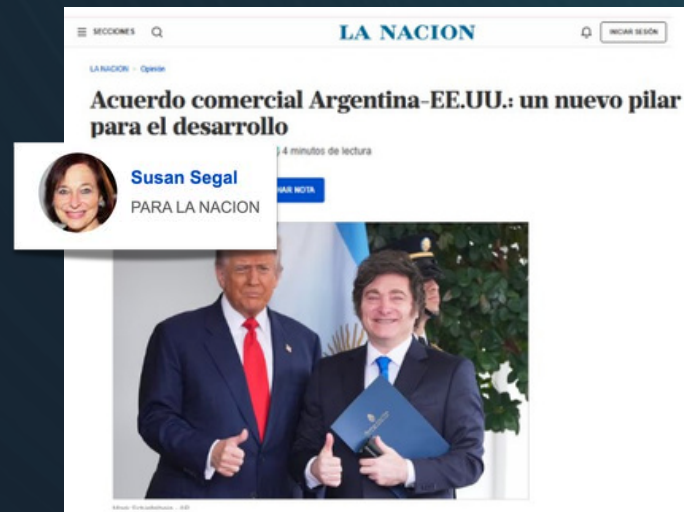 SECCIONES
LA NACION
INICIAR SESIÓN
LA NACION - Opinión
Acuerdo comercial Argentina-EE.UU.: un nuevo pilar
para el desarrollo
4 minutos de lectura
Susan Segal
PARA LA NACION
NOTA